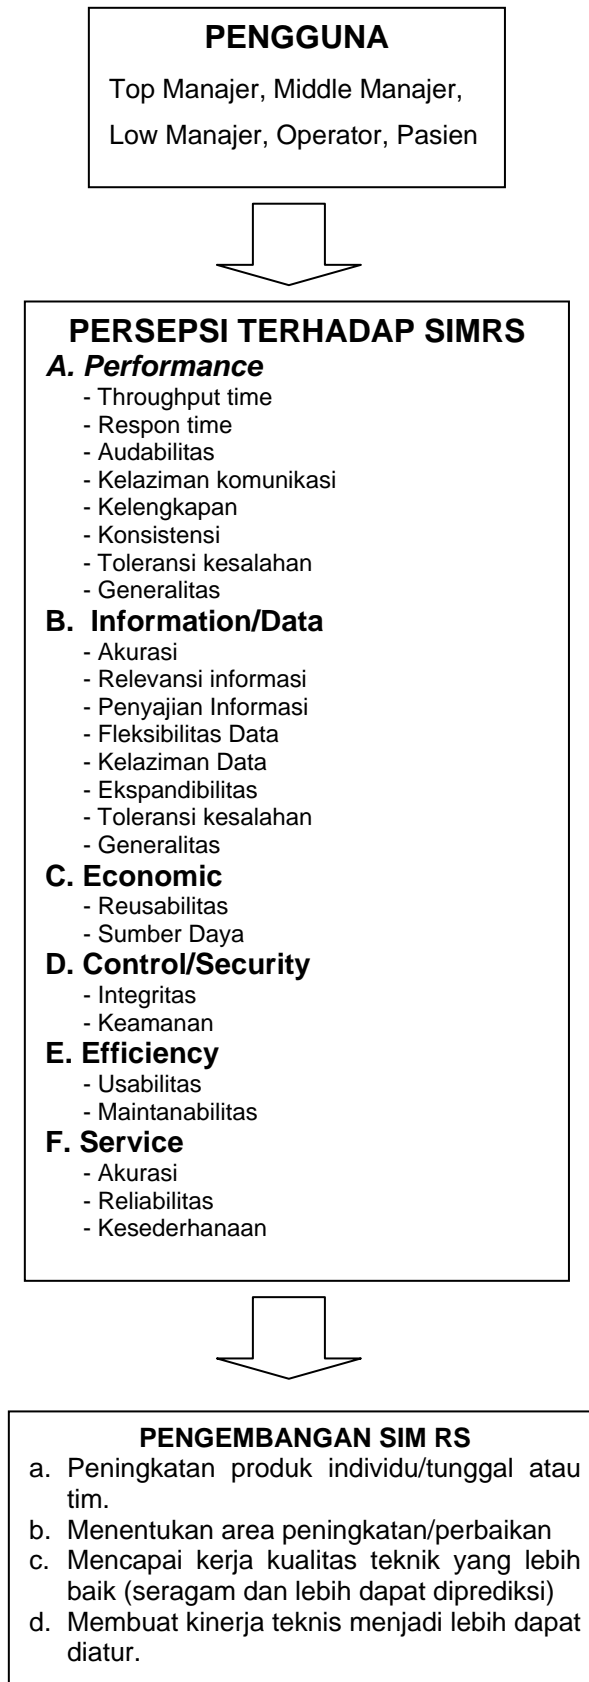 PENGGUNA
Top Manajer, Middle Manajer,
Low Manajer, Operator, Pasien
PERSEPSI TERHADAP SIMRS
A. Performance
- Throughput time
- Respon time
- Audabilitas
- Kelaziman komunikasi
- Kelengkapan
- Konsistensi
- Toleransi kesalahan
- Generalitas
B. Information/Data
- Akurasi
- Relevansi informasi
- Penyajian Informasi
- Fleksibilitas Data
- Kelaziman Data
- Ekspandibilitas
- Toleransi kesalahan
- Generalitas
C. Economic
- Reusabilitas
- Sumber Daya
D. Control/Security
- Integritas
- Keamanan
E. Efficiency
- Usabilitas
- Maintanabilitas
F. Service
- Akurasi
- Reliabilitas
- Kesederhanaan
PENGEMBANGAN SIM RS
a. Peningkatan produk individu/tunggal atau
tim.
b. Menentukan area peningkatan/perbaikan
c. Mencapai kerja kualitas teknik yang lebih
baik (seragam dan lebih dapat diprediksi)
d. Membuat kinerja teknis menjadi lebih dapat
diatur.